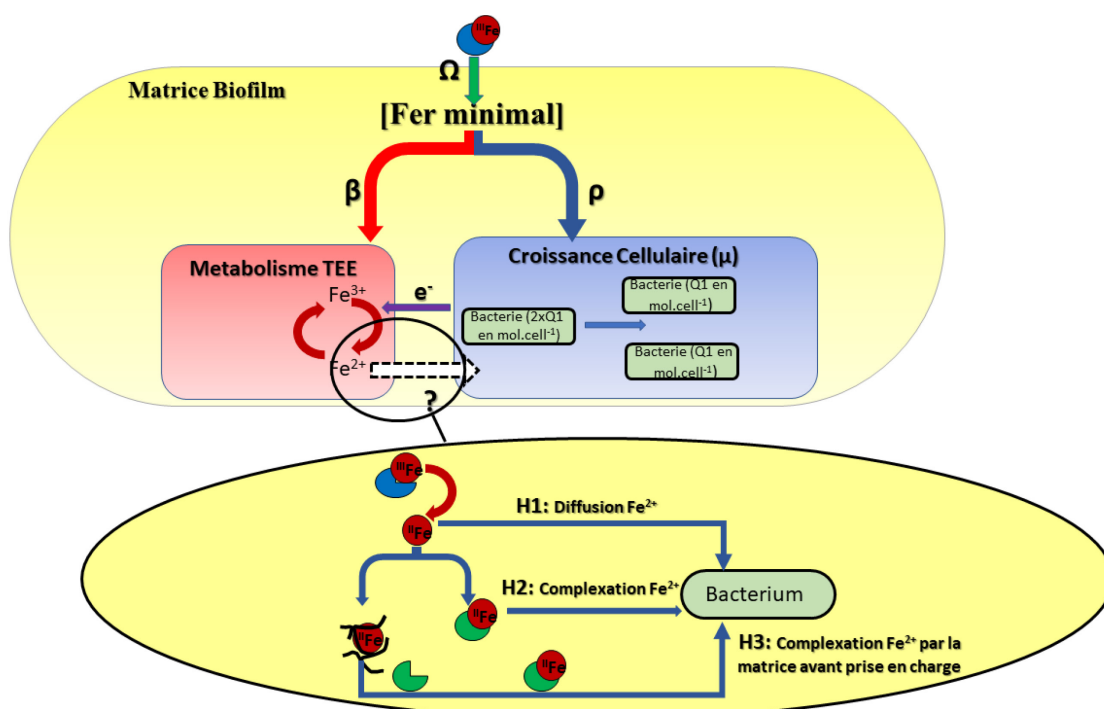 IIIFe
Ω
Matrice Biofilm
[Fer minimal]
β
ρ
Metabolisme TEE
Croissance Cellulaire (µ)
Fe3+
e-
Bacterie (Q1 en
mol.cell-1)
Bacterie (2xQ1
en mol.cell-1)
Bacterie (Q1 en
mol.cell-1)
Fe2+
?
IIIFe
H1: Diffusion Fe2+
IIFe
H2: Complexation Fe2+
Bacterium
IIFe
IIFe
H3: Complexation Fe2+ par la
matrice avant prise en charge
IIFe